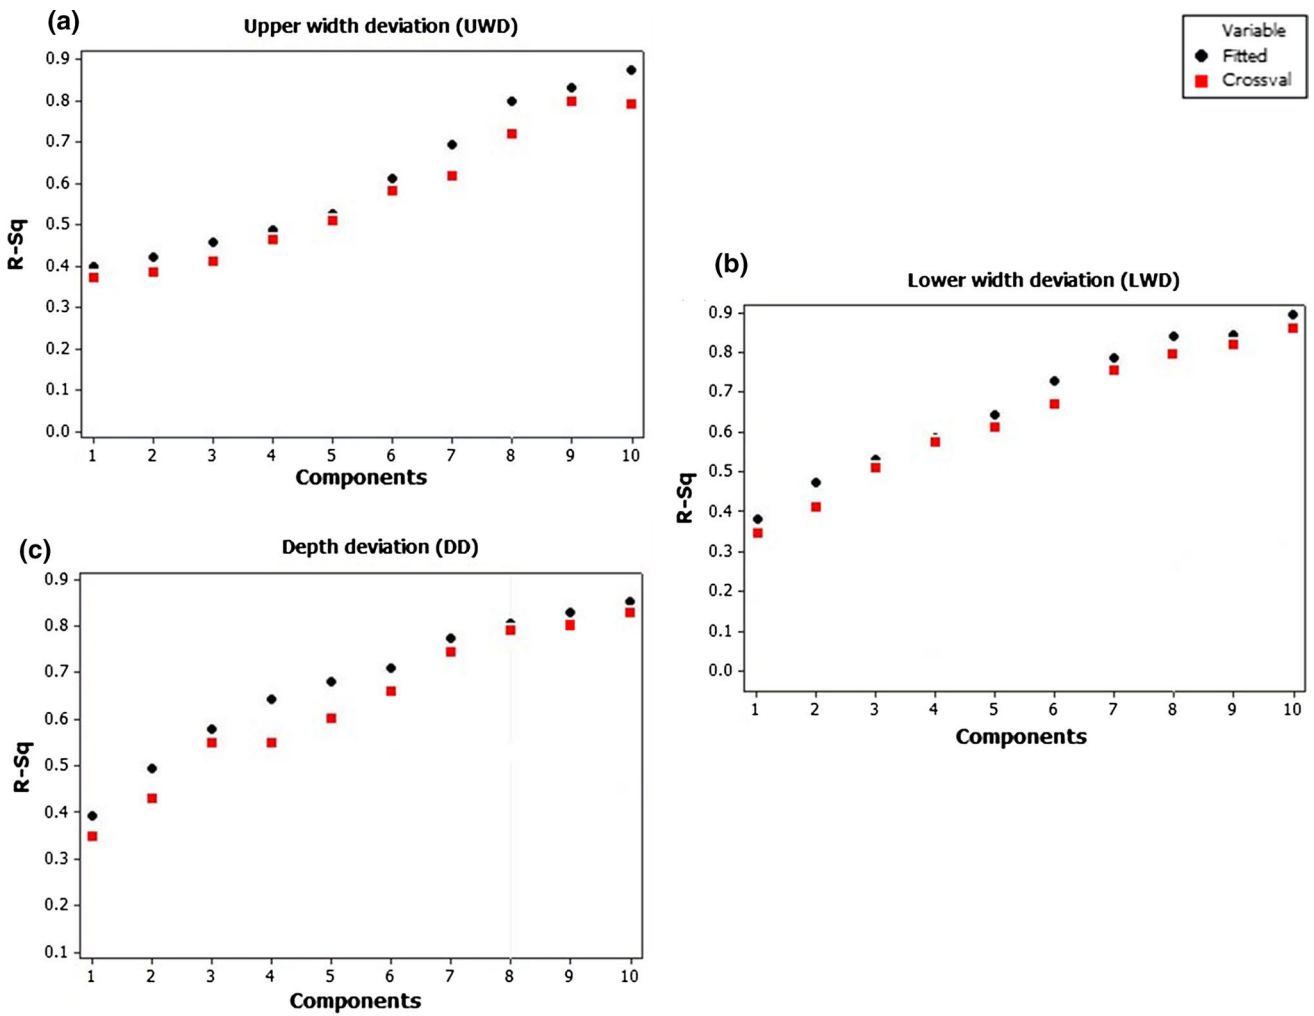 (a)
Upper width deviation (UWD)
0.9
0.8
0.7
0.6
0.5
0.4
0.3
0.2
0.1
0.0
R-Sq
1 2 3 4 5 6 7 8 9 10
Components
Variable
Fitted
Crossval
(b)
Lower width deviation (LWD)
0.9
0.8
0.7
0.6
0.5
0.4
0.3
0.2
0.1
0.0
R-Sq
1 2 3 4 5 6 7 8 9 10
Components
(c)
Depth deviation (DD)
0.9
0.8
0.7
0.6
0.5
0.4
0.3
0.2
0.1
R-Sq
1 2 3 4 5 6 7 8 9 10
Components